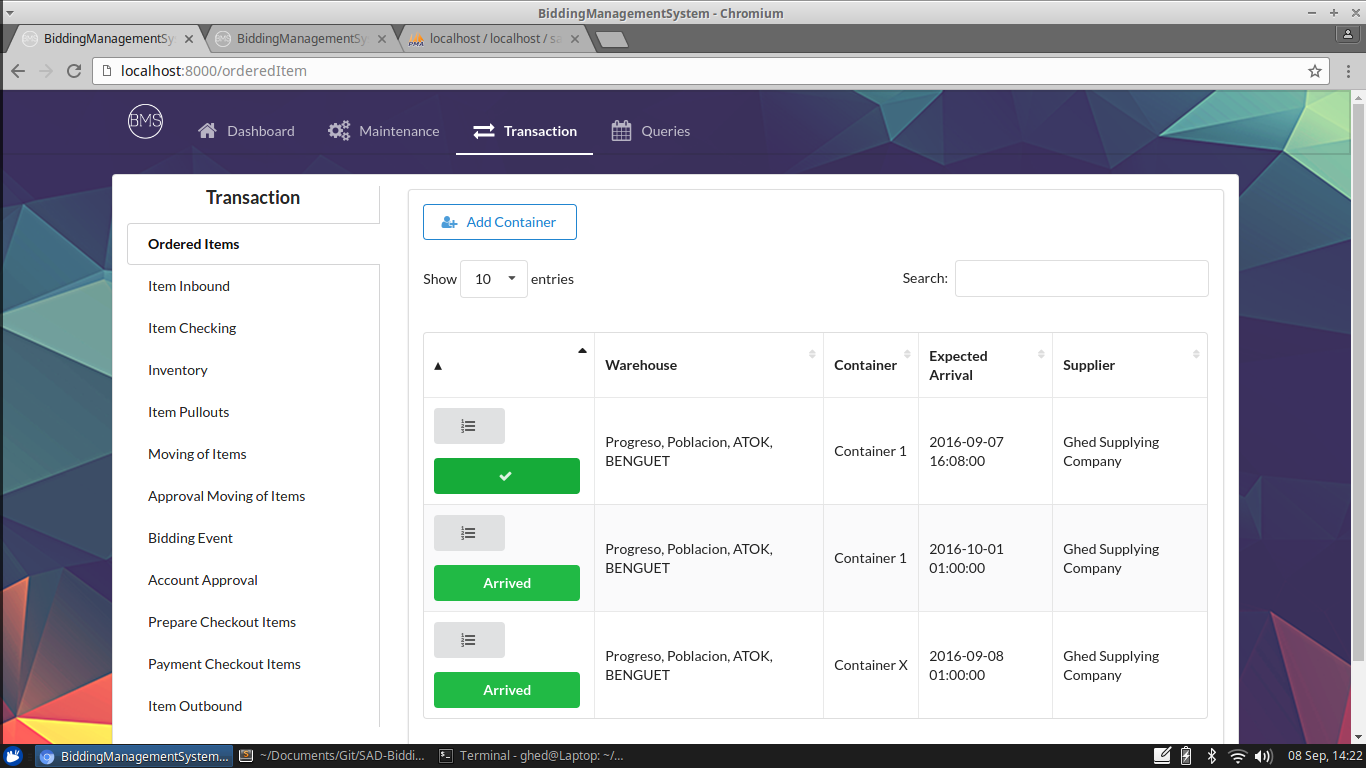 BiddingManagementSystem - Chromium
BiddingManagementSy
BiddingManagementSy
localhost / localhost / sa
localhost:8000/orderedItem
BMS
Dashboard
Maintenance
Transaction
Queries
Transaction
Ordered Items
Item Inbound
Item Checking
Inventory
Item Pullouts
Moving of Items
Approval Moving of Items
Bidding Event
Account Approval
Prepare Checkout Items
Payment Checkout Items
Item Outbound
Add Container
Show 10 entries
Search:
Warehouse
Container
Expected
Arrival
Supplier
Progreso, Poblacion, ATOK,
BENGUET
Container 1
2016-09-07
16:08:00
Ghed Supplying
Company
Arrived
Progreso, Poblacion, ATOK,
BENGUET
Container 1
2016-10-01
01:00:00
Ghed Supplying
Company
Arrived
Progreso, Poblacion, ATOK,
BENGUET
Container X
2016-09-08
01:00:00
Ghed Supplying
Company
BiddingManagementSystem...
~/Documents/Git/SAD-Biddi...
Terminal - ghed@Laptop: ~/...
08 Sep, 14:22